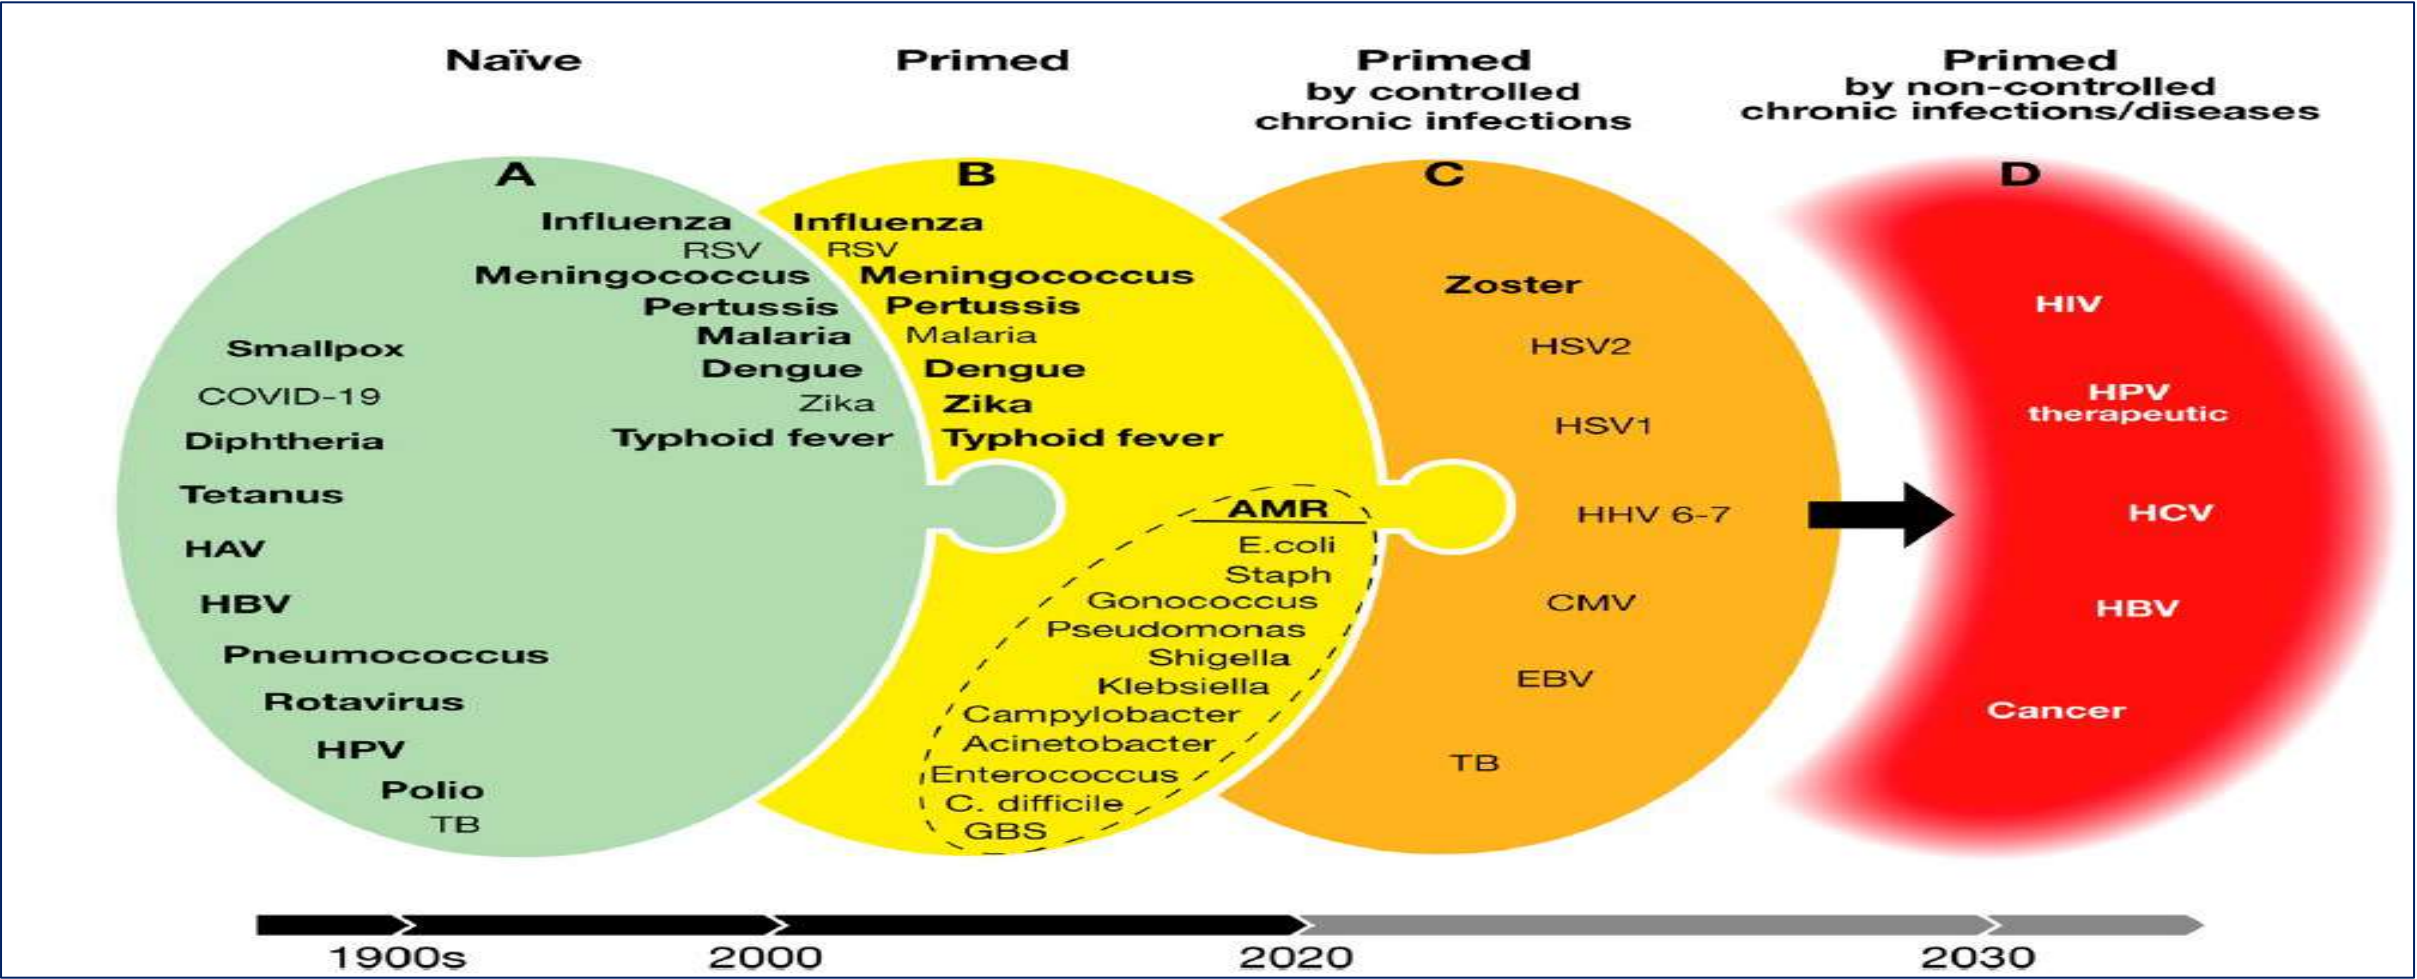 Naïve
Primed
Primed
by controlled
chronic infections
Primed
by non-controlled
chronic infections/diseases
A
Influenza
RSV
Meningococcus
Pertussis
Malaria
Dengue
Zika
Typhoid fever
Smallpox
COVID-19
Diphtheria
Tetanus
HAV
HBV
Pneumococcus
Rotavirus
HPV
Polio
TB
B
Influenza
RSV
Meningococcus
Pertussis
Malaria
Dengue
Zika
Typhoid fever
AMR
E.coli
Staph
Gonococcus
Pseudomonas
Shigella
Klebsiella
Campylobacter
Acinetobacter
Enterococcus
C. difficile
GBS
C
Zoster
HSV2
HSV1
HHV 6-7
CMV
EBV
TB
D
HIV
HPV
therapeutic
HCV
HBV
Cancer
1900s
2000
2020
2030